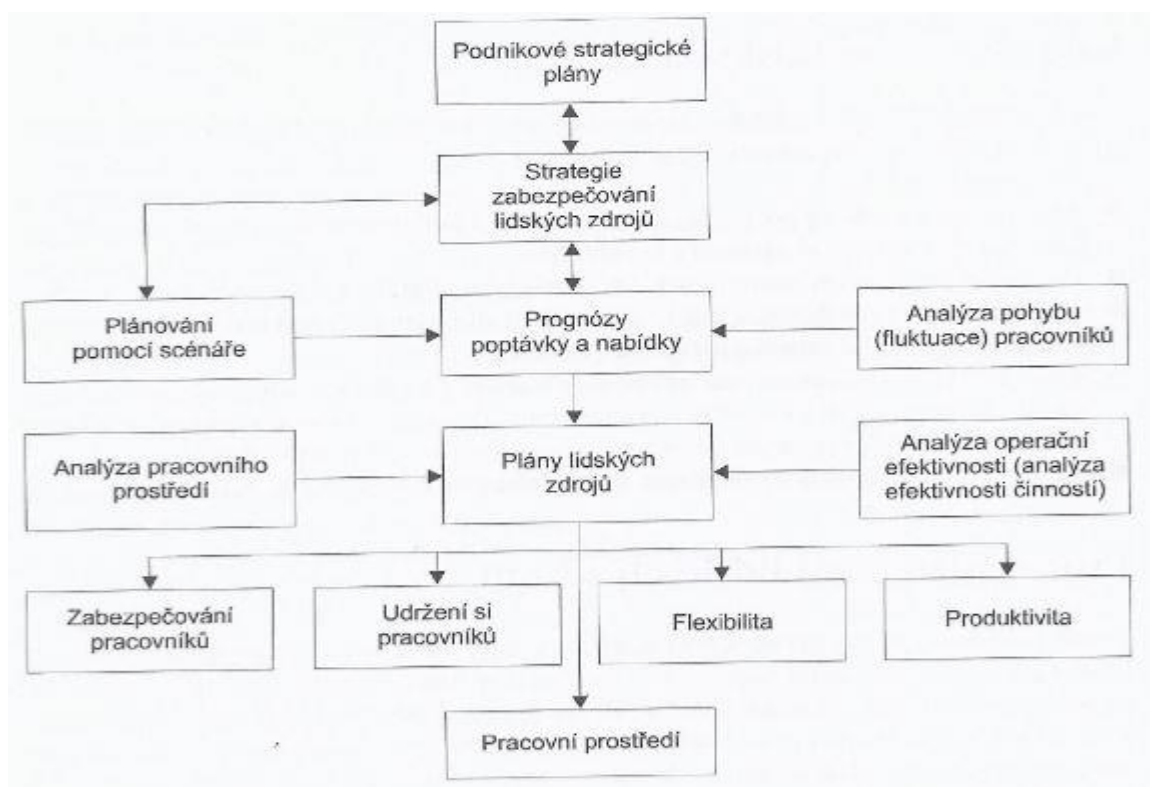 Podnikové strategické
plány
Strategie
zabezpečování
lidských zdrojů
Plánování
pomocí scénáře
Prognózy
poptávky a nabídky
Analýza pohybu
(fluktuace) pracovníků
Analýza pracovního
prostředí
Plány lidských
zdrojů
Analýza operační
efektivnosti (analýza
efektivnosti činností)
Zabezpečování
pracovníků
Udržení si
pracovníků
Flexibilita
Produktivita
Pracovní prostředí